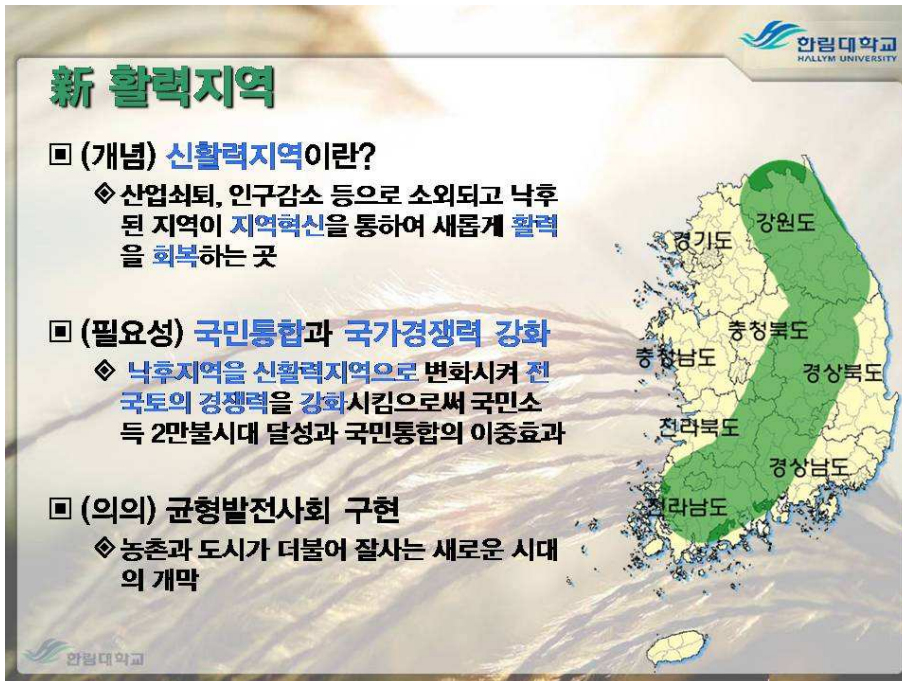 한림대학교
HALLYM UNIVERSITY
新 활력지역
▣ (개념) 신활력지역이란?
산업쇠퇴, 인구감소 등으로 소외되고 낙후
된 지역이 지역혁신을 통하여 새롭게 활력
을 회복하는 곳
▣ (필요성) 국민통합과 국가경쟁력 강화
낙후지역을 신활력지역으로 변화시켜 전
국토의 경쟁력을 강화시킴으로써 국민소
득 2만불시대 달성과 국민통합의 이중효과
▣ (의의) 균형발전사회 구현
농촌과 도시가 더불어 잘사는 새로운 시대
의 개막
강원도
경기도
충청북도
충청남도
경상북도
전라북도
경상남도
전라남도
한림대학교